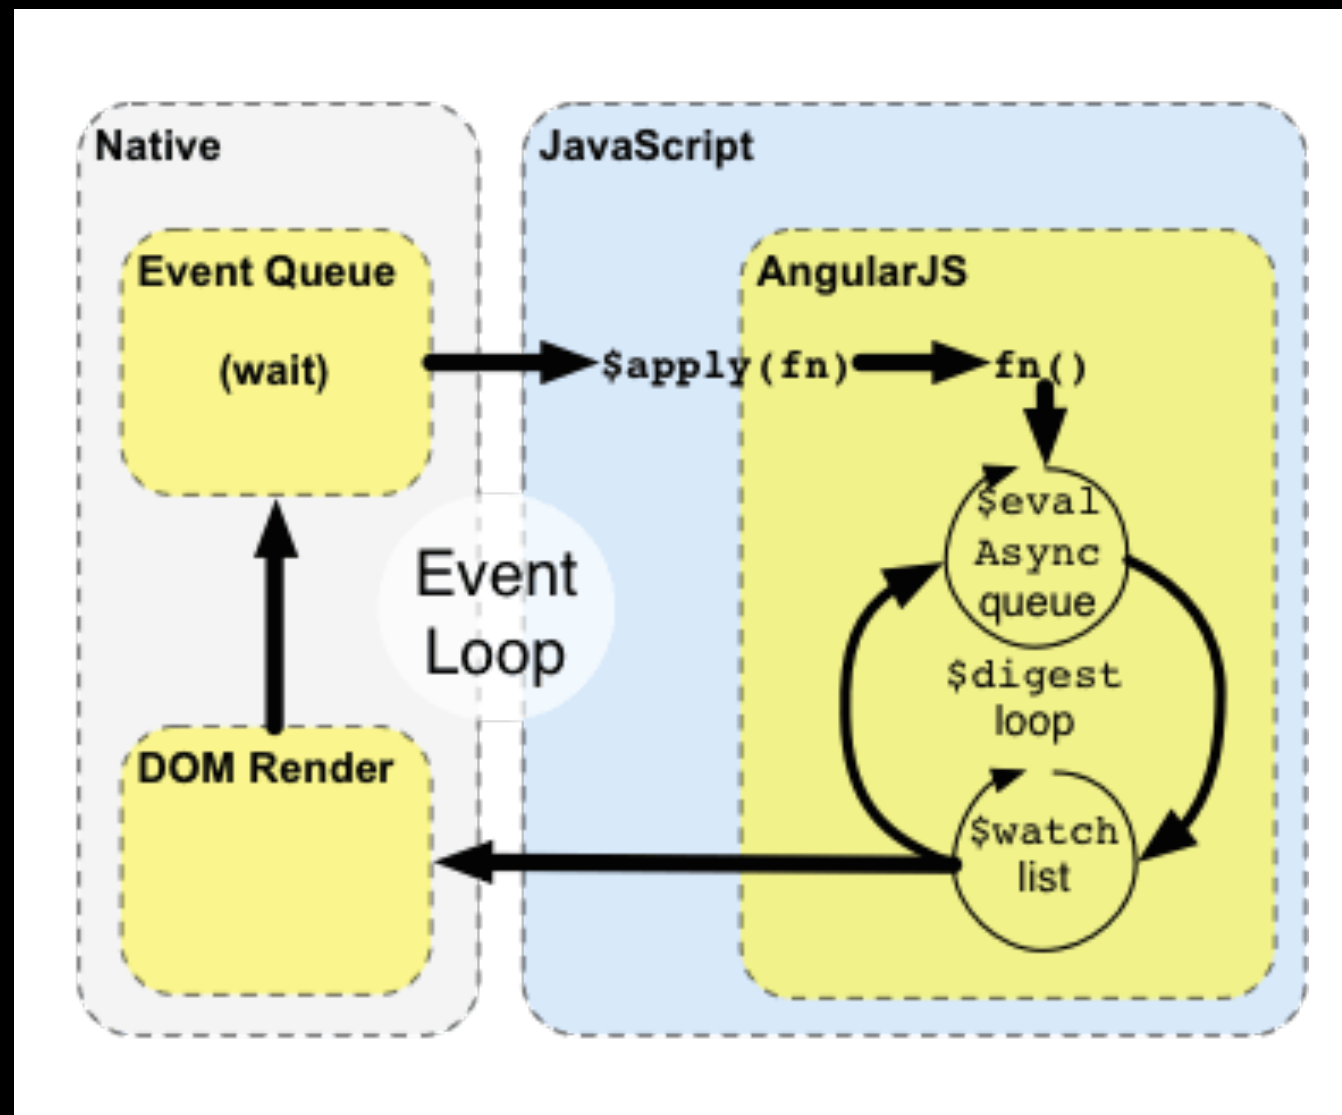 Native
JavaScript
Event Queue
(wait)
AngularJS
$apply(fn)
fn()
$eval
Async
queue
Event
Loop
$digest
loop
DOM Render
$watch
list